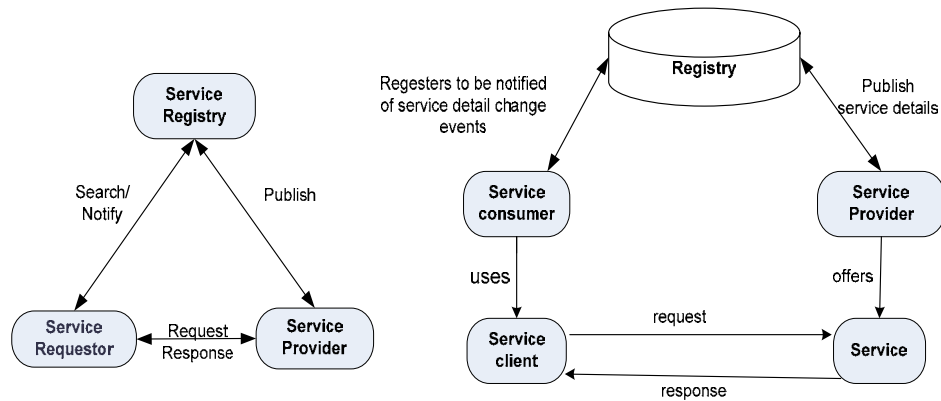 Service
Registry
Search/
Notify
Publish
Service
Requestor
Request
Response
Service
Provider
Registry
Regesters to be notified
of service detail change
events
Publish
service details
Service
consumer
Service
Provider
uses
offers
Service
client
request
response
Service